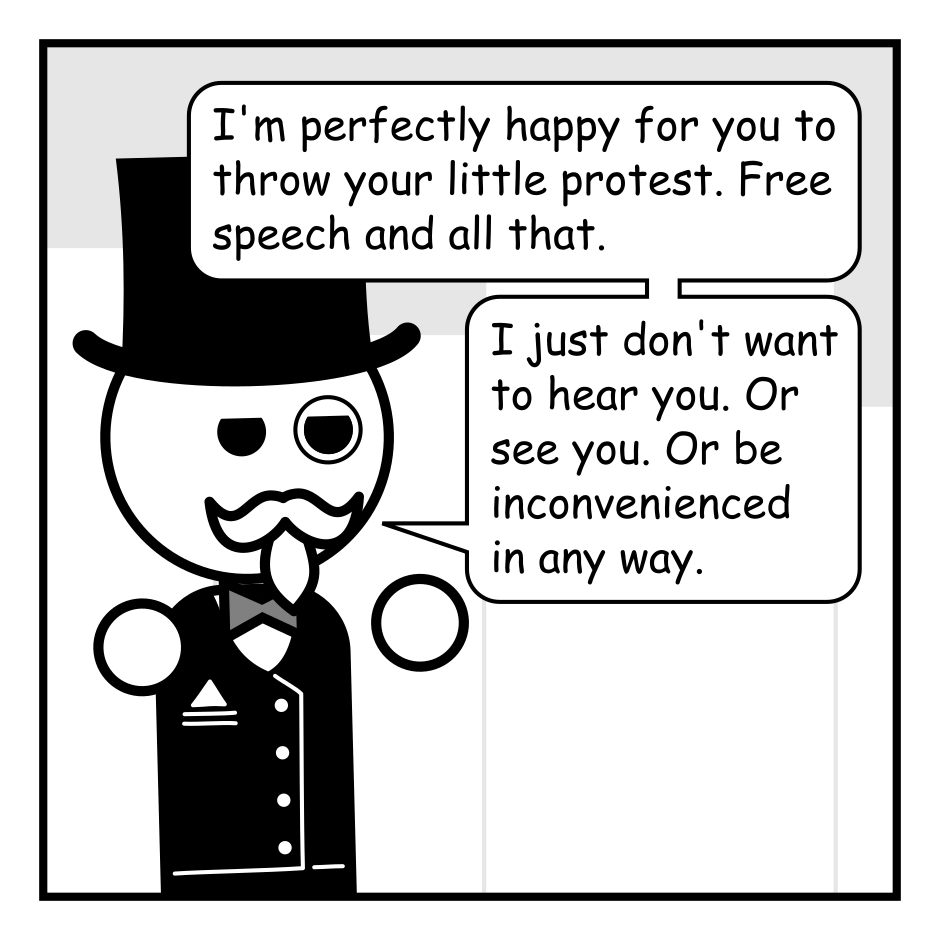 I'm perfectly happy for you to
throw your little protest. Free
speech and all that.
I just don't want
to hear you. Or
see you. Or be
inconvenienced
in any way.